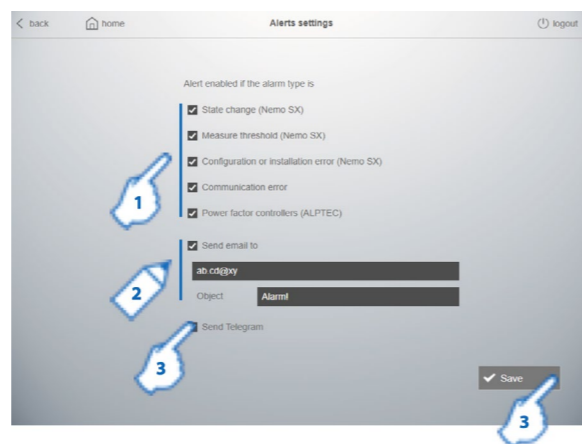 back home Alerts settings logout
Alert enabled if the alarm type is
State change (Nemo SX)
Measure threshold (Nemo SX)
Configuration or installation error (Nemo SX)
1
Communication error
Power factor controllers (ALPTEC)
Send email to
ab.cd@xy
2
Object Alarm!
Send Telegram
3
Save
3